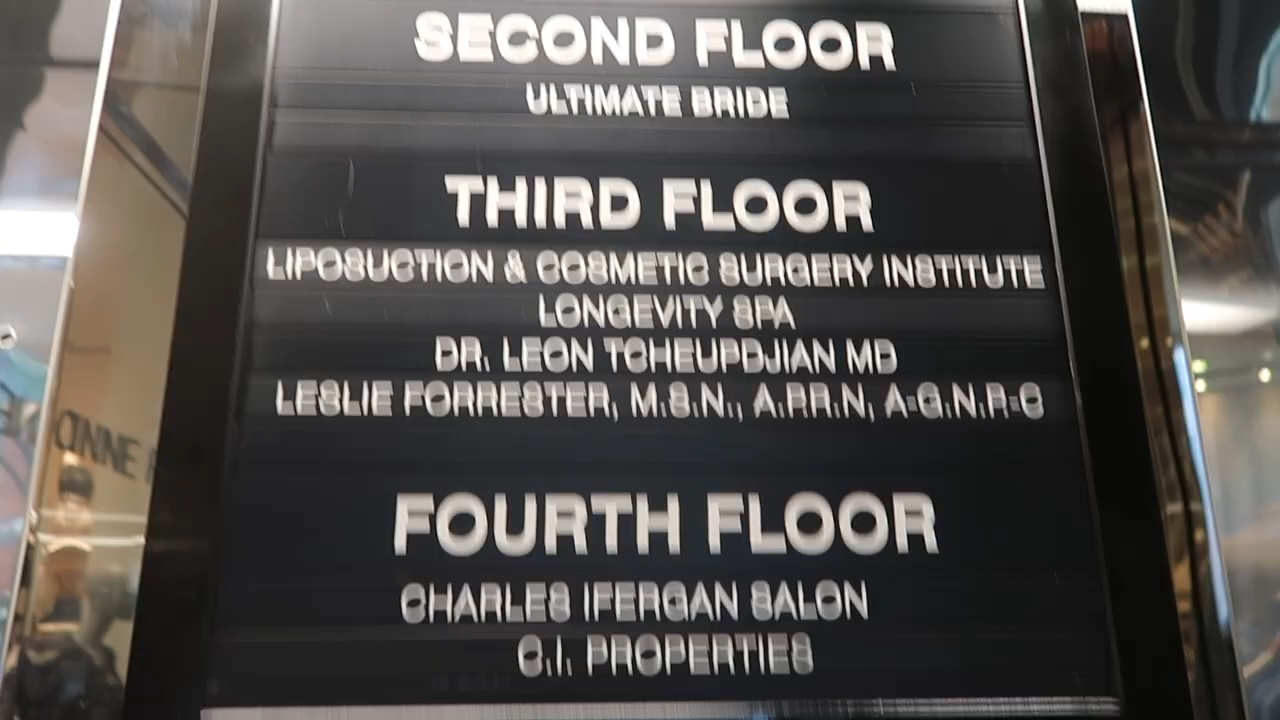 SECOND FLOOR
ULTIMATE BRIDE
THIRD FLOOR
LIPOSUCTION & COSMETIC SURGERY INSTITUTE
LONGEVITY SPA
DR. LEON TCHEUPDJIAN MD
LESLIE FORRESTER, M.S.N., A.P.R.N, A-G.N.P.-C
FOURTH FLOOR
CHARLES IFERGAN SALON
C.I. PROPERTIES
ANNE